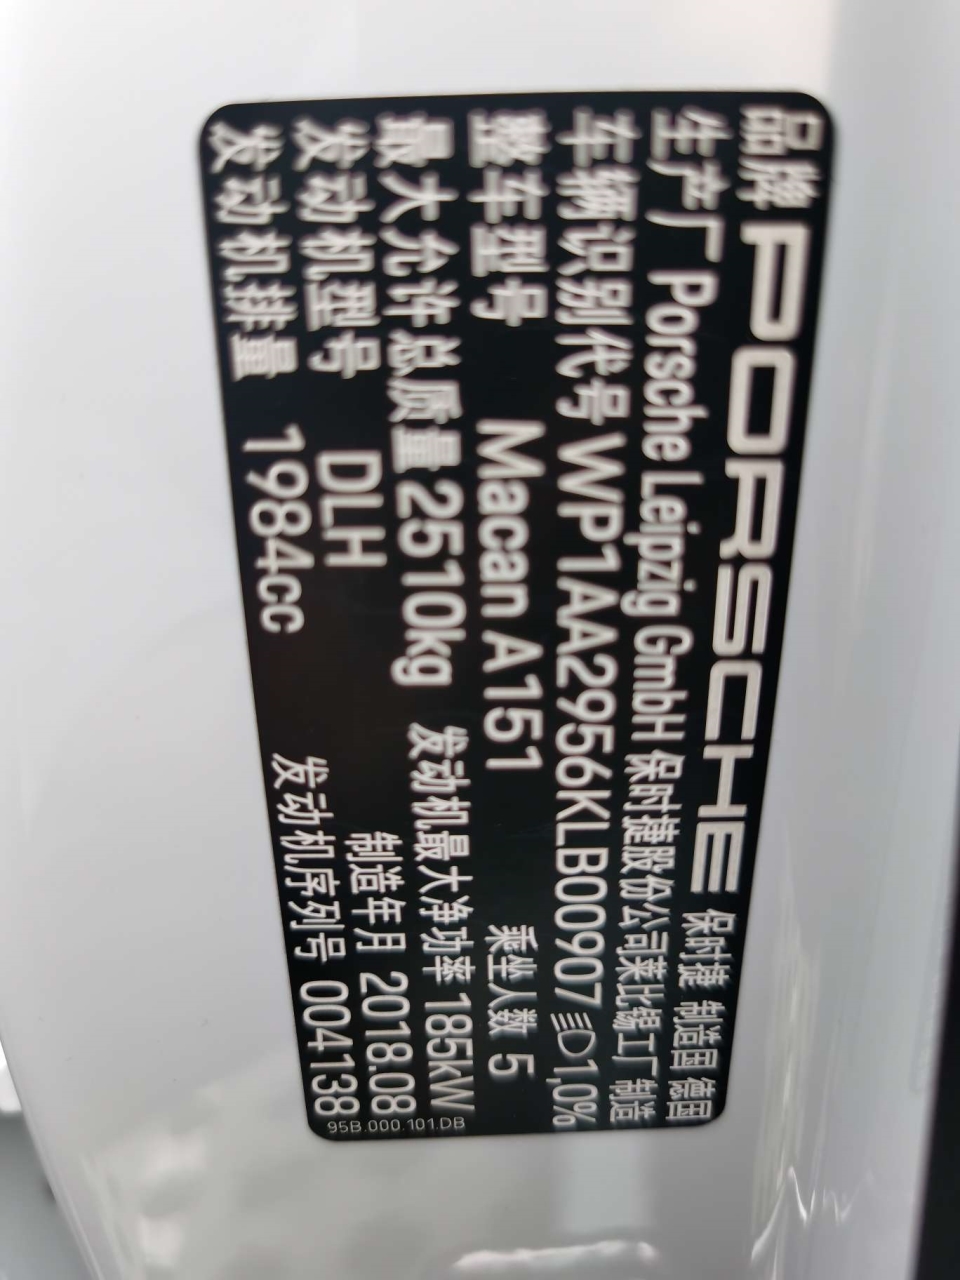 品牌 PORSCHE 保时捷 制造国 德国
生产厂 Porsche Leipzig GmbH 保时捷股份公司莱比锡工厂制造
车辆识别代号 WP1AA2956KLB00907 1,0%
整车型号 Macan A151 乘坐人数 5
最大允许总质量 2510kg 发动机最大净功率 185kW
发动机型号 DLH 制造年月 2018.08
发动机排量 1984cc 发动机序列号 004138
95B.000.101.DB